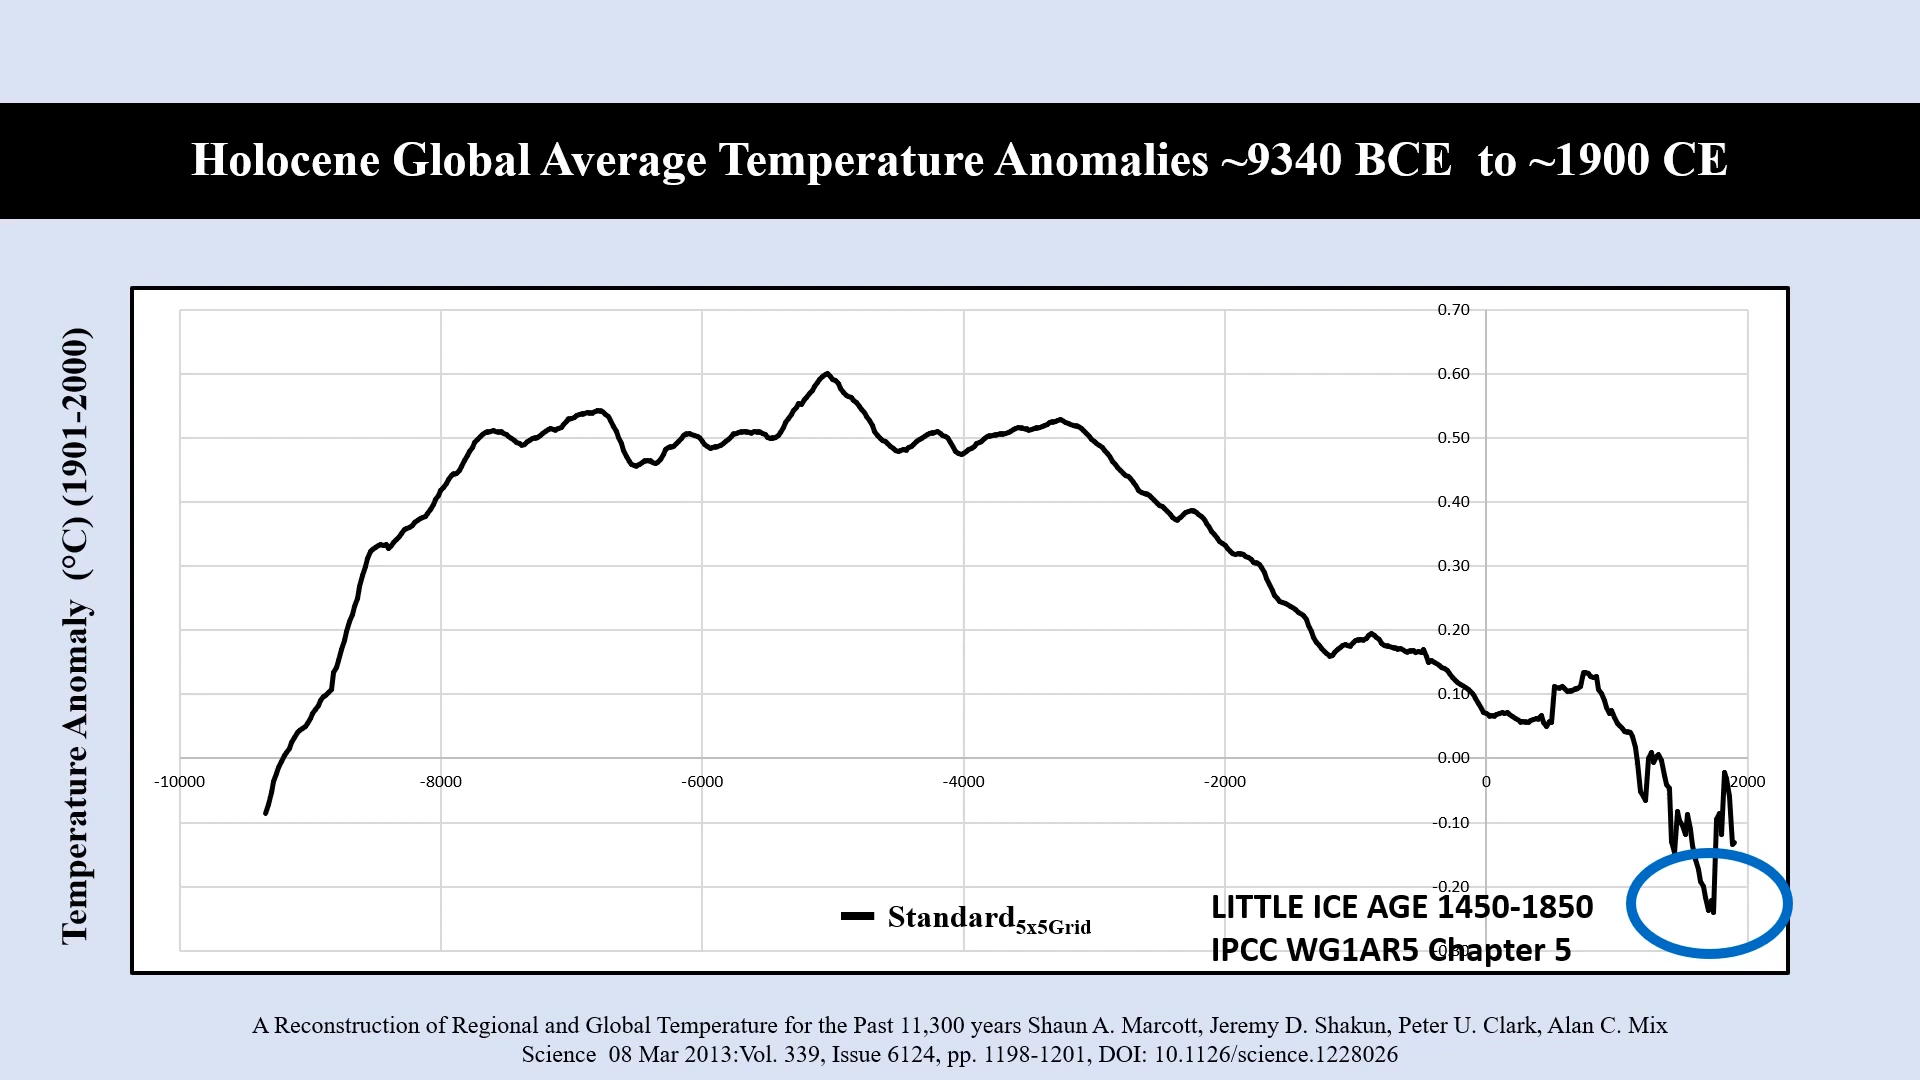 Holocene Global Average Temperature Anomalies ~9340 BCE to ~1900 CE
Temperature Anomaly (°C) (1901-2000)
0.70
0.60
0.50
0.40
0.30
0.20
0.10
0.00
-10000 -8000 -6000 -4000 -2000 0 2000
-0.10
-0.20
-0.30
Standard5x5Grid
LITTLE ICE AGE 1450-1850
IPCC WG1AR5 Chapter 5
A Reconstruction of Regional and Global Temperature for the Past 11,300 years Shaun A. Marcott, Jeremy D. Shakun, Peter U. Clark, Alan C. Mix
Science 08 Mar 2013:Vol. 339, Issue 6124, pp. 1198-1201, DOI: 10.1126/science.1228026